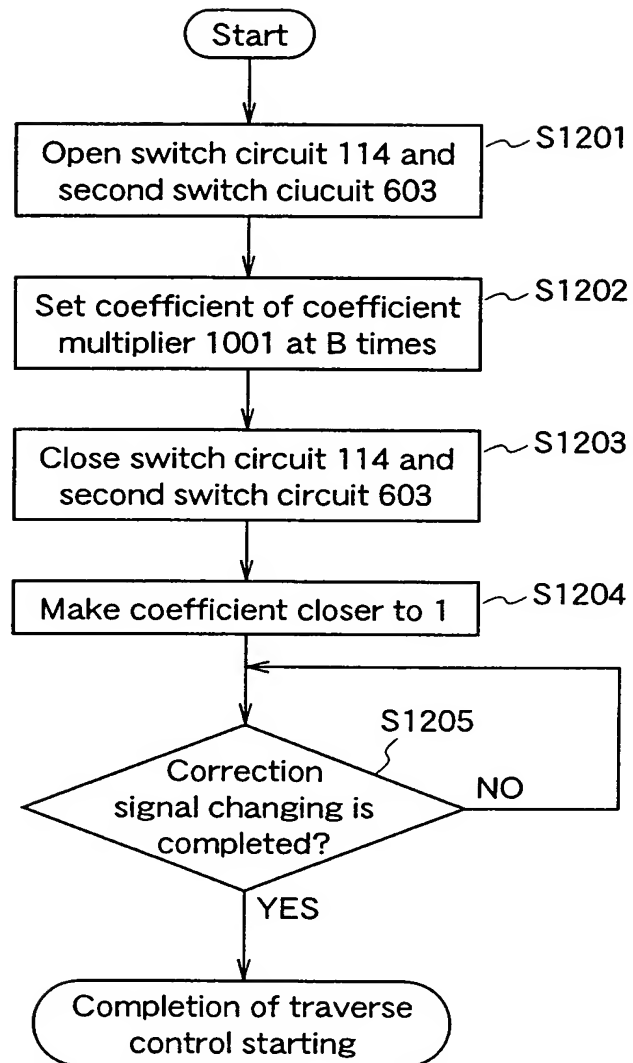 Start
Open switch circuit 114 and
second switch ciucuit 603
S1201
Set coefficient of coefficient
multiplier 1001 at B times
S1202
Close switch circuit 114 and
second switch circuit 603
S1203
Make coefficient closer to 1
S1204
S1205
Correction
signal changing is
completed?
NO
YES
Completion of traverse
control starting